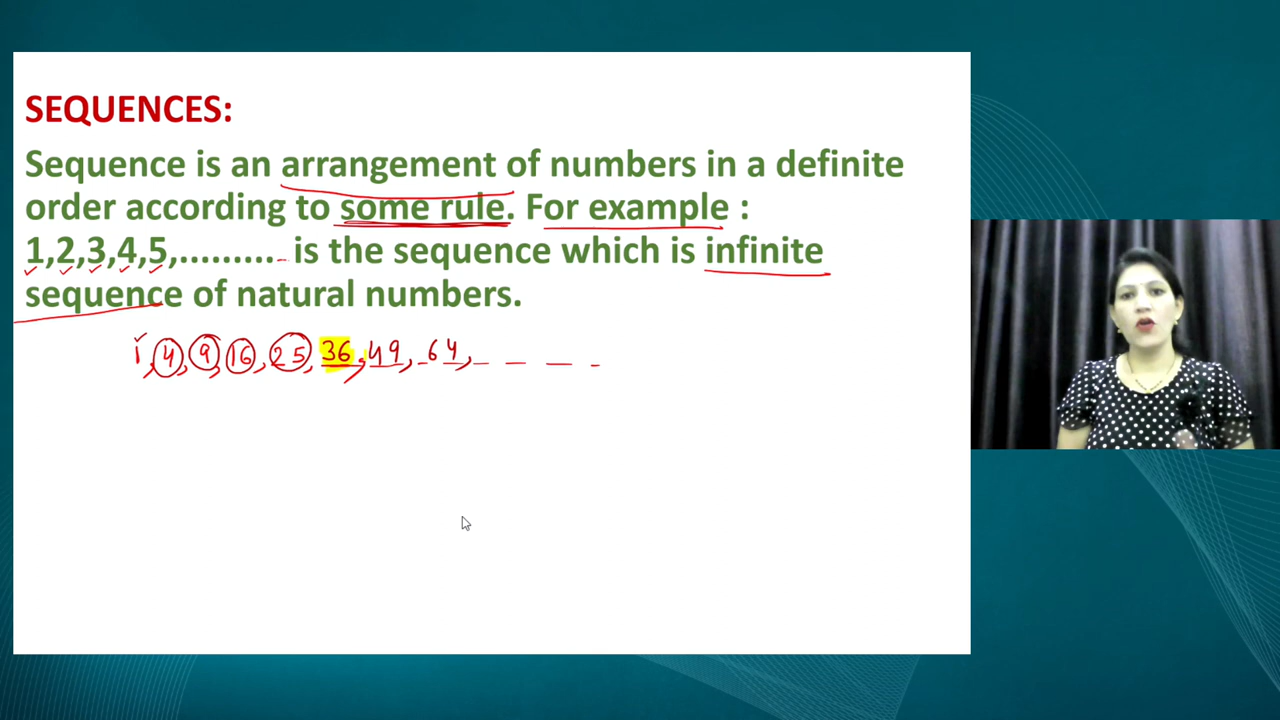 SEQUENCES:
Sequence is an arrangement of numbers in a definite
order according to some rule. For example :
1,2,3,4,5,.......... is the sequence which is infinite
sequence of natural numbers.
1, 4, 9, 16, 25, 36, 49, 64, _ _ _ _